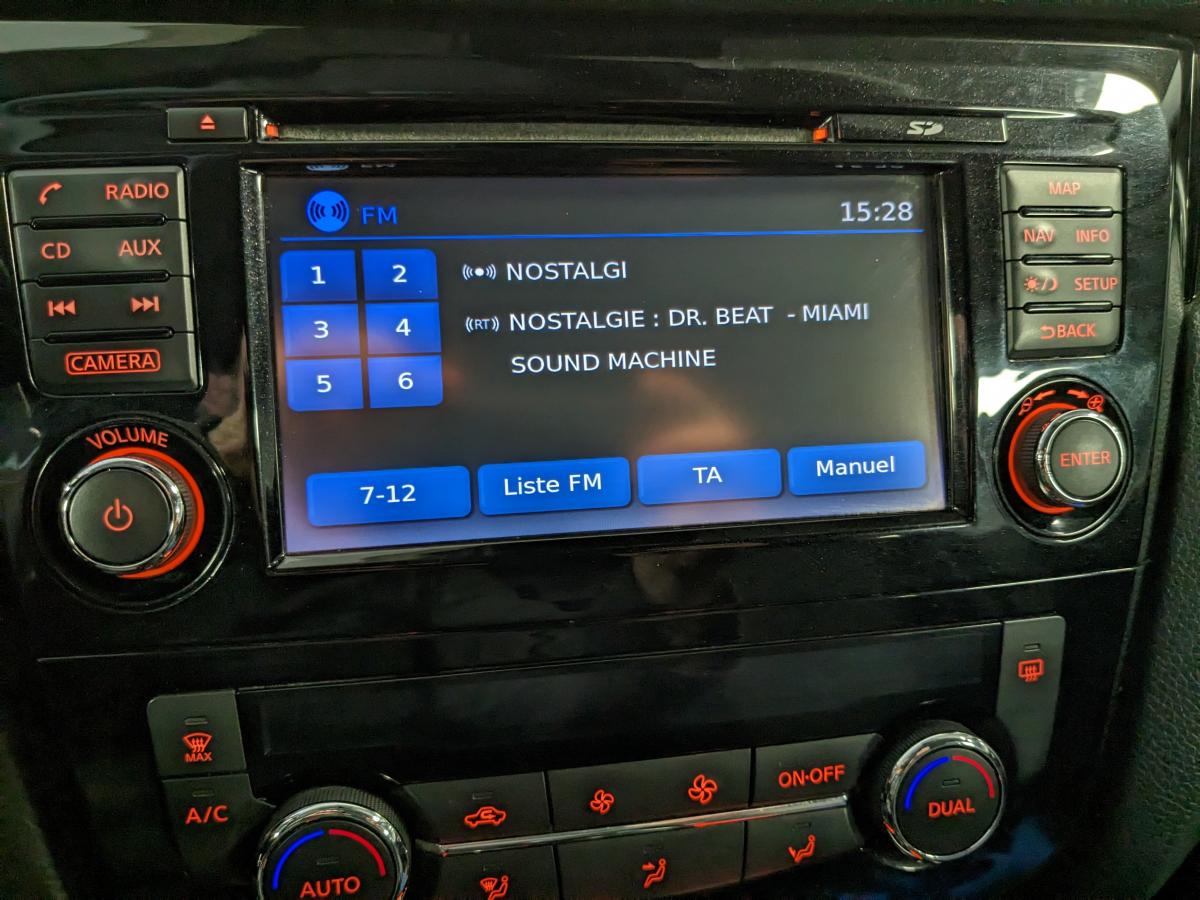 SD
RADIO
CD AUX
CAMERA
VOLUME
FM 15:28
1 2
3 4
5 6
NOSTALGI
(RT) NOSTALGIE : DR. BEAT - MIAMI
SOUND MACHINE
7-12 Liste FM TA Manuel
MAP
NAV INFO
SETUP
BACK
ENTER
MAX
A/C
AUTO
ON·OFF
DUAL